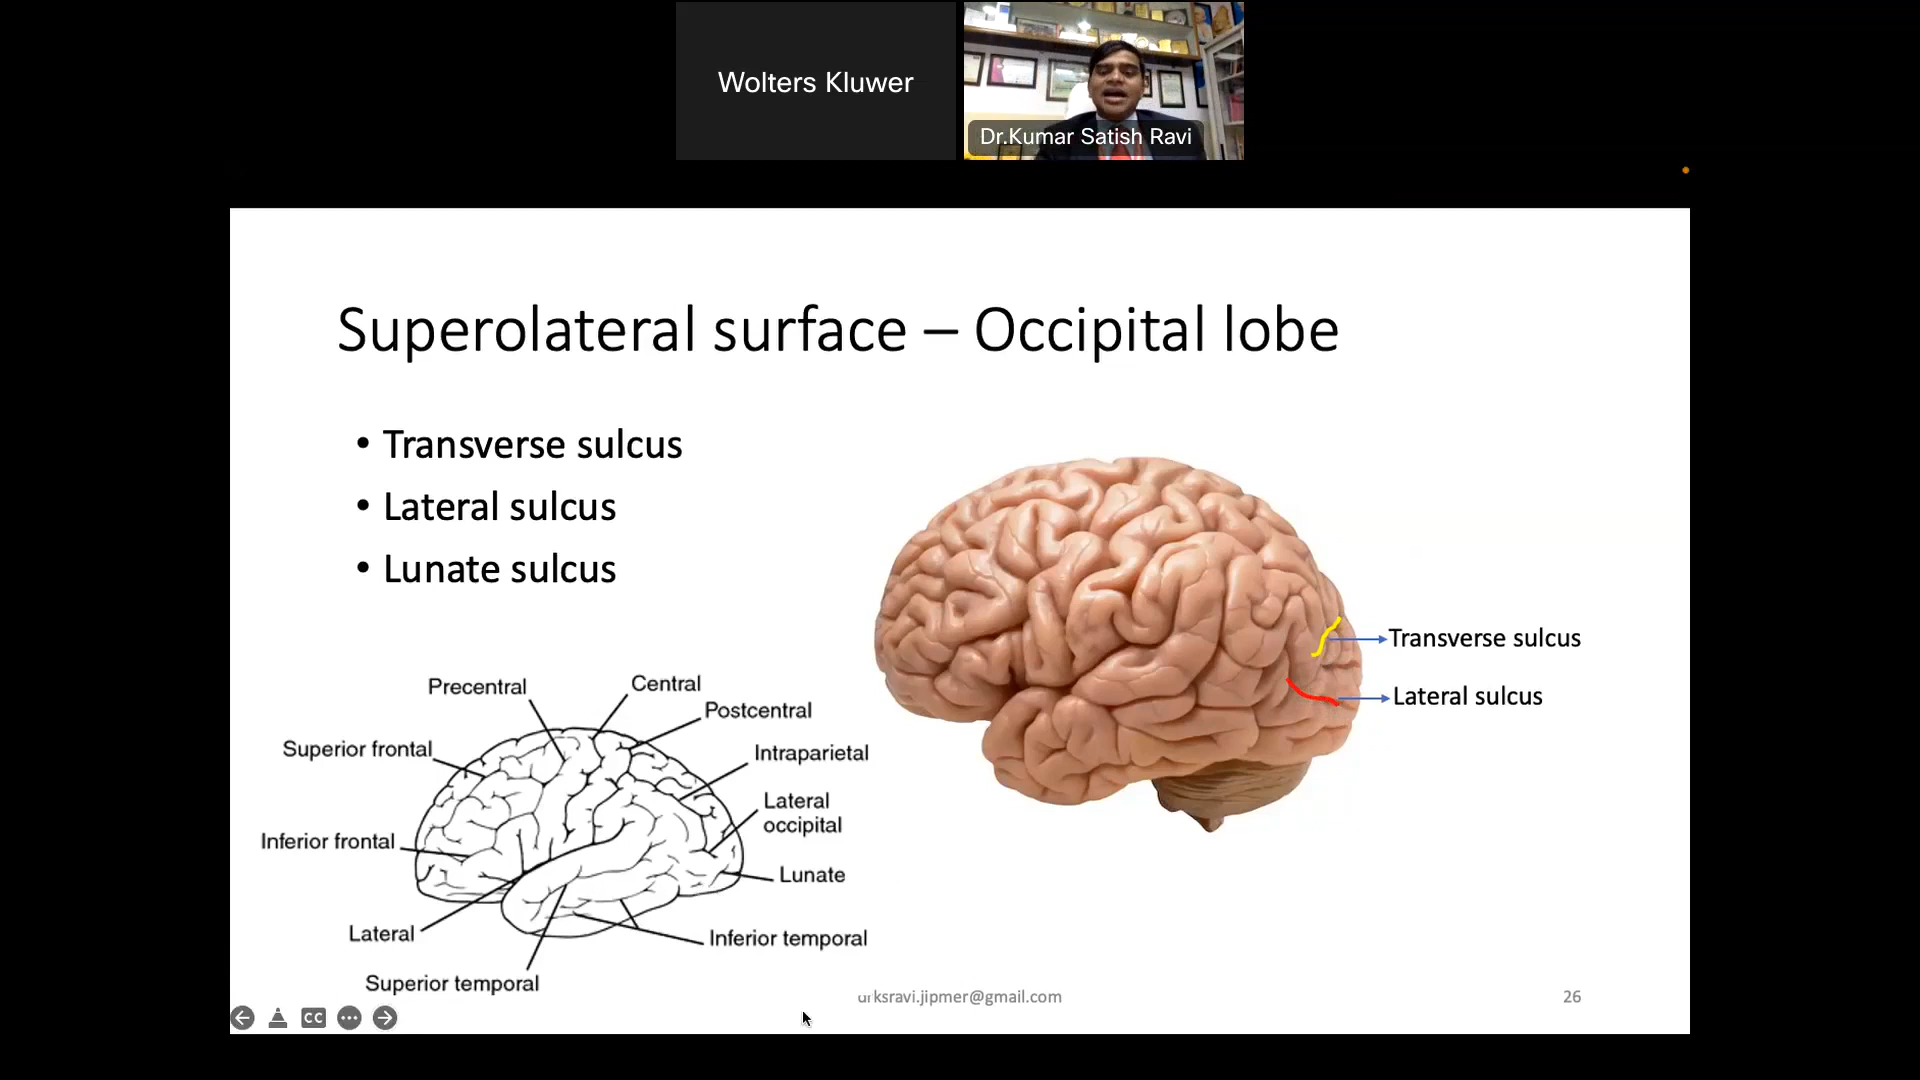 Wolters Kluwer
Dr.Kumar Satish Ravi
Superolateral surface – Occipital lobe
• Transverse sulcus
• Lateral sulcus
• Lunate sulcus
Transverse sulcus
Lateral sulcus
Precentral
Central
Postcentral
Superior frontal
Intraparietal
Lateral
occipital
Inferior frontal
Lunate
Lateral
Inferior temporal
Superior temporal
drksravi.jipmer@gmail.com
26
CC